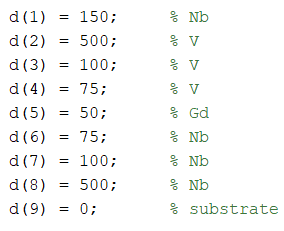 d(1) = 150; % Nb
d(2) = 500; % V
d(3) = 100; % V
d(4) = 75; % V
d(5) = 50; % Gd
d(6) = 75; % Nb
d(7) = 100; % Nb
d(8) = 500; % Nb
d(9) = 0; % substrate